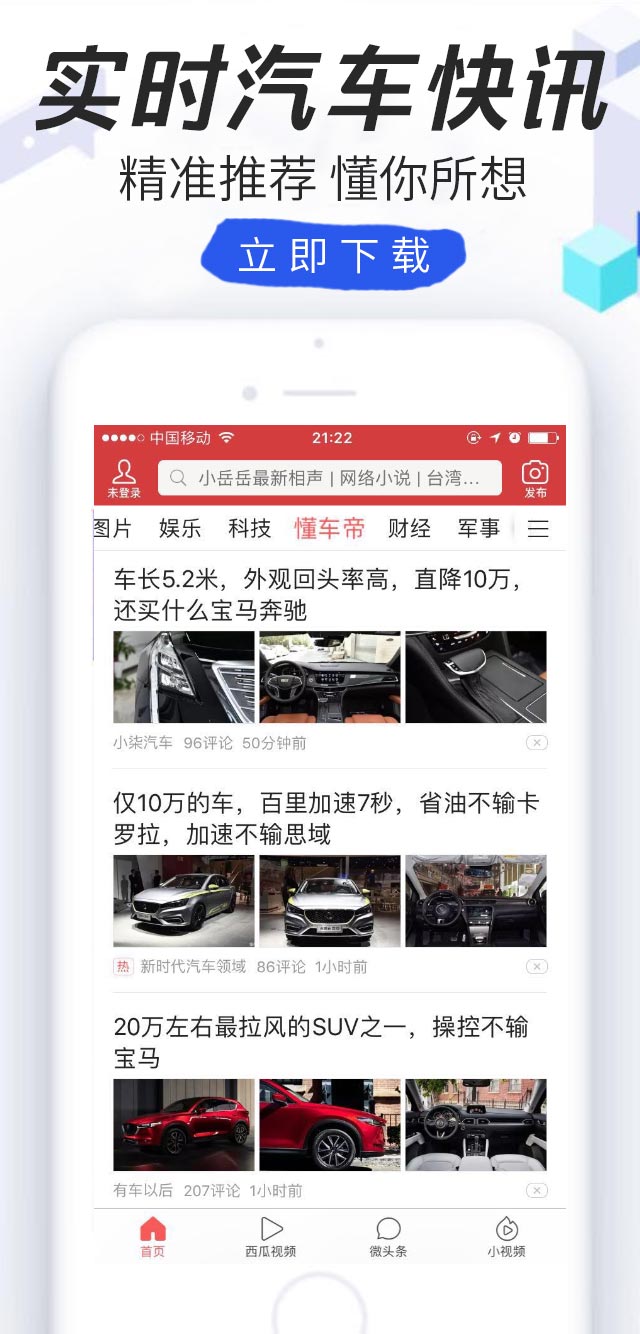 实时汽车快讯
精准推荐 懂你所想
立即下载
中国移动 21:22
未登录 小岳岳最新相声 | 网络小说 | 台湾... 发布
图片 娱乐 科技 懂车帝 财经 军事
车长5.2米，外观回头率高，直降10万，
还买什么宝马奔驰
小柒汽车 96评论 50分钟前
仅10万的车，百里加速7秒，省油不输卡
罗拉，加速不输思域
热 新时代汽车领域 86评论 1小时前
20万左右最拉风的SUV之一，操控不输
宝马
有车以后 207评论 1小时前
首页 西瓜视频 微头条 小视频